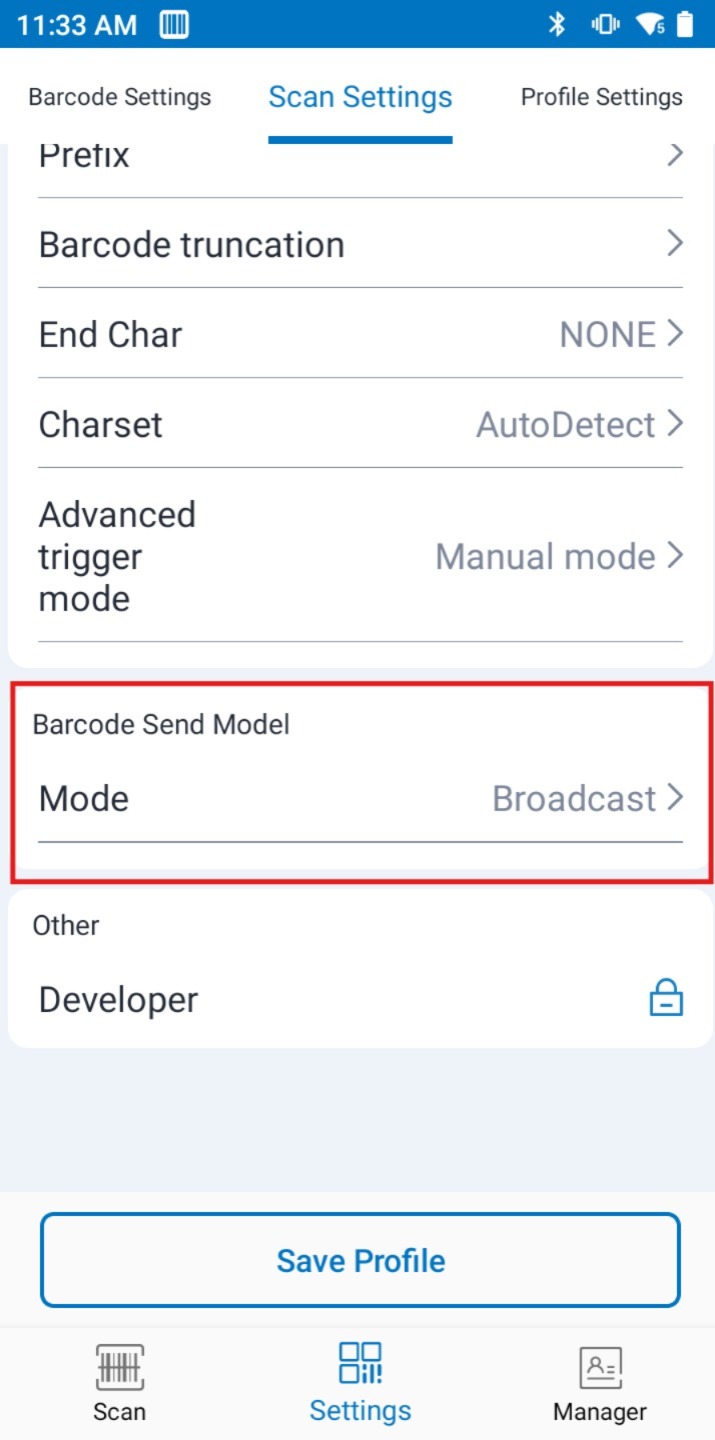 11:33 AM
5
Barcode Settings
Scan Settings
Profile Settings
Prefix
Barcode truncation
End Char
NONE
Charset
AutoDetect
Advanced
trigger
mode
Manual mode
Barcode Send Model
Mode
Broadcast
Other
Developer
Save Profile
Scan
Settings
Manager